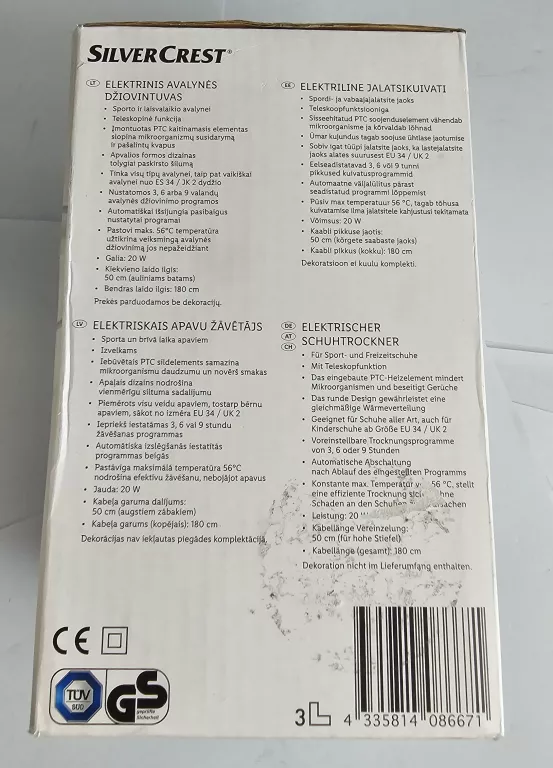 SILVERCREST®
LT ELEKTRINIS AVALYNĖS
DŽIOVINTUVAS
• Sporto ir laisvalaikio avalynei
• Teleskopinė funkcija
• Įmontuotas PTC kaitinamasis elementas
slopina mikroorganizmų susidarymą
ir pašalintų kvapus
• Apvalios formos dizainas
tolygiai paskirsto šilumą
• Tinka visų tipų avalynei, taip pat vaikiškai
avalynei nuo ES 34 / JK 2 dydžio
• Nustatomos 3, 6 arba 9 valandų
avalynės džiovinimo programos
• Automatiškai išsijungia pasibaigus
nustatytai programai
• Pastovi maks. 56°C temperatūra
užtikrina veiksmingą avalynės
džiovinimą jos nepažeidžiant
• Galia: 20 W
• Kiekvieno laido ilgis:
50 cm (auliniams batams)
• Bendras laido ilgis: 180 cm
Prekės parduodamos be dekoracijų.
EE ELEKTRILINE JALATSIKUIVATI
• Spordi- ja vabaajajalatsite jaoks
• Teleskoopfunktsiooniga
• Sisseehitatud PTC soojenduselement vähendab
mikroorganisme ja kõrvaldab lõhnad
• Ümar kujundus tagab soojuse ühtlase jaotumise
• Sobiv igat tüüpi jalatsite jaoks, ka lastejalatsite
jaoks alates suurusest EU 34 / UK 2
• Eelseadistatavad 3, 6 või 9 tunni
pikkused kuivatusprogrammid
• Automaatne väljalülitus pärast
seadistatud programmi lõppemist
• Püsiv max temperatuur 56 °C, tagab tõhusa
kuivatamise ilma jalatsitele kahjustusi tekitamata
• Võimsus: 20 W
• Kaabli pikkuse jaotis:
50 cm (kõrgete saabaste jaoks)
• Kaabli pikkus (kokku): 180 cm
Dekoratsioon ei kuulu komplekti.
LV ELEKTRISKAIS APAVU ŽĀVĒTĀJS
• Sporta un brīvā laika apaviem
• Izvelkams
• Iebūvētais PTC sildelements samazina
mikroorganismu daudzumu un novērš smakas
• Apaļais dizains nodrošina
vienmērīgu siltuma sadalījumu
• Piemērots visu veidu apaviem, tostarp bērnu
apaviem, sākot no izmēra EU 34 / UK 2
• Iepriekš iestatāmas 3, 6 vai 9 stundu
žāvēšanas programmas
• Automātiska izslēgšanās iestatītās
programmas beigās
• Pastāvīga maksimālā temperatūra 56°C
nodrošina efektīvu žāvēšanu, nebojājot apavus
• Jauda: 20 W
• Kabeļa garuma dalījums:
50 cm (augstiem zābakiem)
• Kabeļa garums (kopējais): 180 cm
Dekorācijas nav iekļautas piegādes komplektācijā.
DE AT CH ELEKTRISCHER
SCHUHTROCKNER
• Für Sport- und Freizeitschuhe
• Mit Teleskopfunktion
• Das eingebaute PTC-Heizelement mindert
Mikroorganismen und beseitigt Gerüche
• Das runde Design gewährleistet eine
gleichmäßige Wärmeverteilung
• Geeignet für Schuhe aller Art, auch für
Kinderschuhe ab Größe EU 34 / UK 2
• Voreinstellbare Trocknungsprogramme
von 3, 6 oder 9 Stunden
• Automatische Abschaltung
nach Ablauf des eingestellten Programms
• Konstante max. Temperatur 56 °C, stellt
eine effiziente Trocknung
Schaden an den Schuhen
• Leistung: 20
• Kabellänge Vereinzelung:
50 cm (für hohe Stiefel)
• Kabellänge (gesamt): 180 cm
Dekoration nicht im Lieferumfang enthalten.
CE
TÜV
SÜD
GS
geprüfte
Sicherheit
3L
4 335814 086671